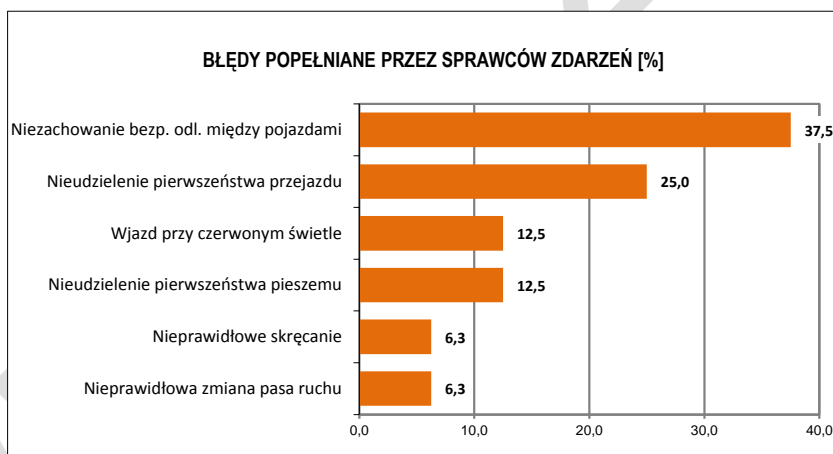 BŁĘDY POPEŁNIANE PRZEZ SPRAWCÓW ZDARZEŃ [%]
Niezachowanie bezp. odl. między pojazdami 37,5
Nieudzielenie pierwszeństwa przejazdu 25,0
Wjazd przy czerwonym świetle 12,5
Nieudzielenie pierwszeństwa pieszemu 12,5
Nieprawidłowe skręcanie 6,3
Nieprawidłowa zmiana pasa ruchu 6,3
0,0 10,0 20,0 30,0 40,0